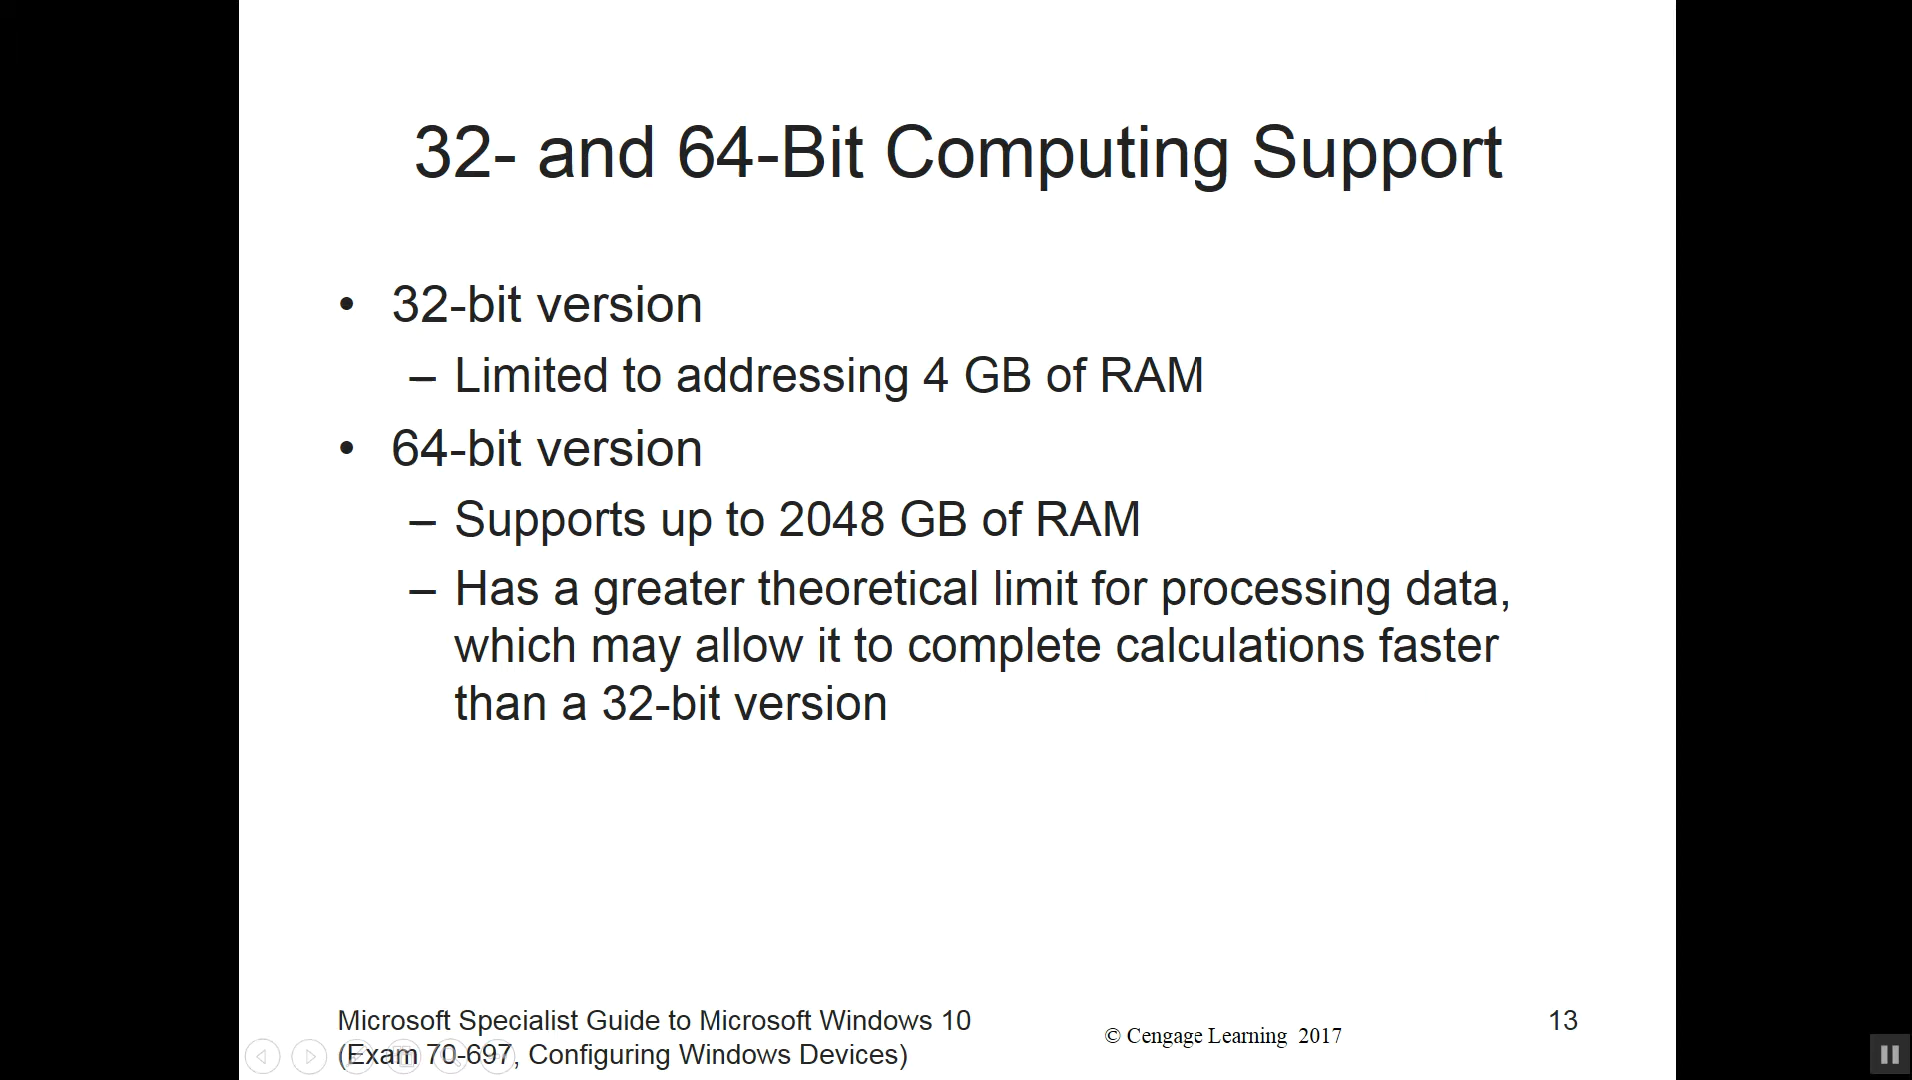 32- and 64-Bit Computing Support
• 32-bit version
– Limited to addressing 4 GB of RAM
• 64-bit version
– Supports up to 2048 GB of RAM
– Has a greater theoretical limit for processing data,
which may allow it to complete calculations faster
than a 32-bit version
Microsoft Specialist Guide to Microsoft Windows 10
(Exam 70-697, Configuring Windows Devices)
© Cengage Learning 2017
13